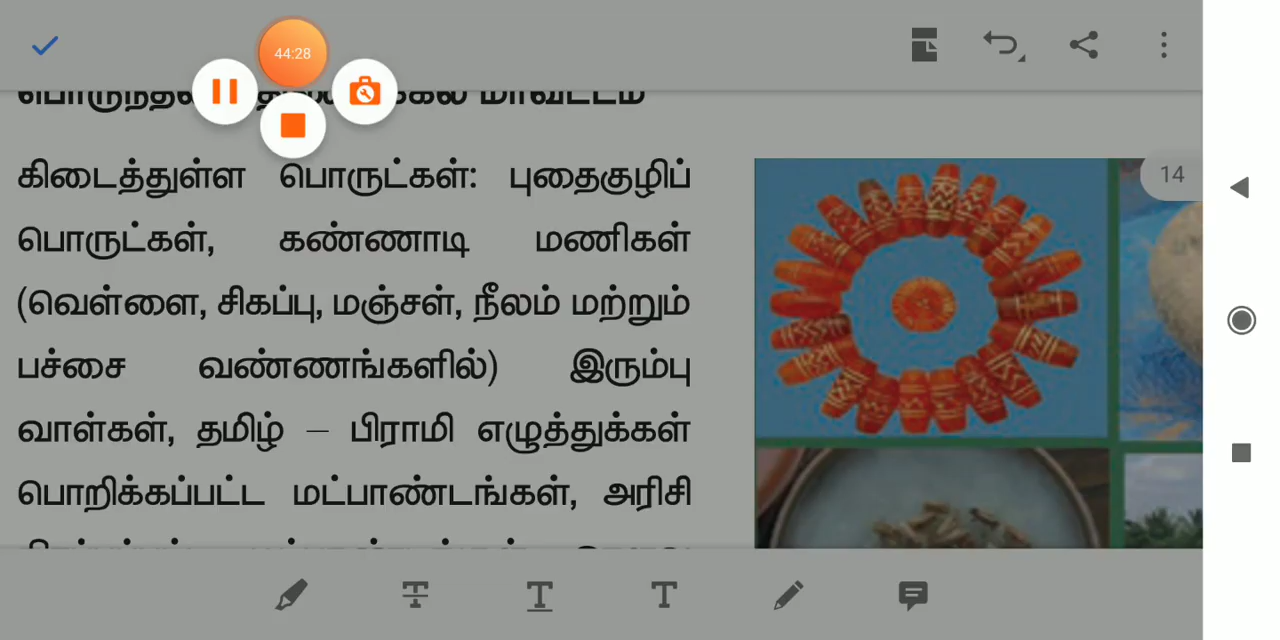 44:28
14
கிடைத்துள்ள பொருட்கள்: புதைகுழிப்
பொருட்கள், கண்ணாடி மணிகள்
(வெள்ளை, சிகப்பு, மஞ்சள், நீலம் மற்றும்
பச்சை வண்ணங்களில்) இரும்பு
வாள்கள், தமிழ் – பிராமி எழுத்துக்கள்
பொறிக்கப்பட்ட மட்பாண்டங்கள், அரிசி